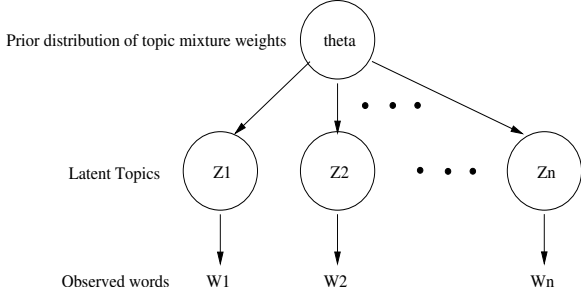 Prior distribution of topic mixture weights theta
Latent Topics Z1 Z2 Zn
Observed words W1 W2 Wn